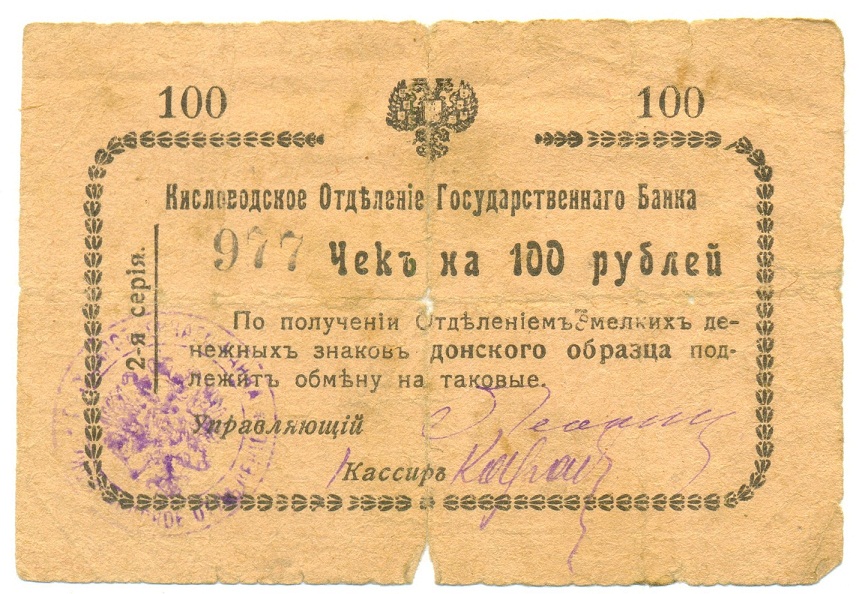 100 100
Кисловодское Отдѣленіе Государственнаго Банка
977 Чекъ на 100 рублей
2-я серія.
По полученіи Отдѣленіемъ мелкихъ де-
нежныхъ знаковъ донского образца под-
лежитъ обмѣну на таковые.
Управляющій
Кассиръ